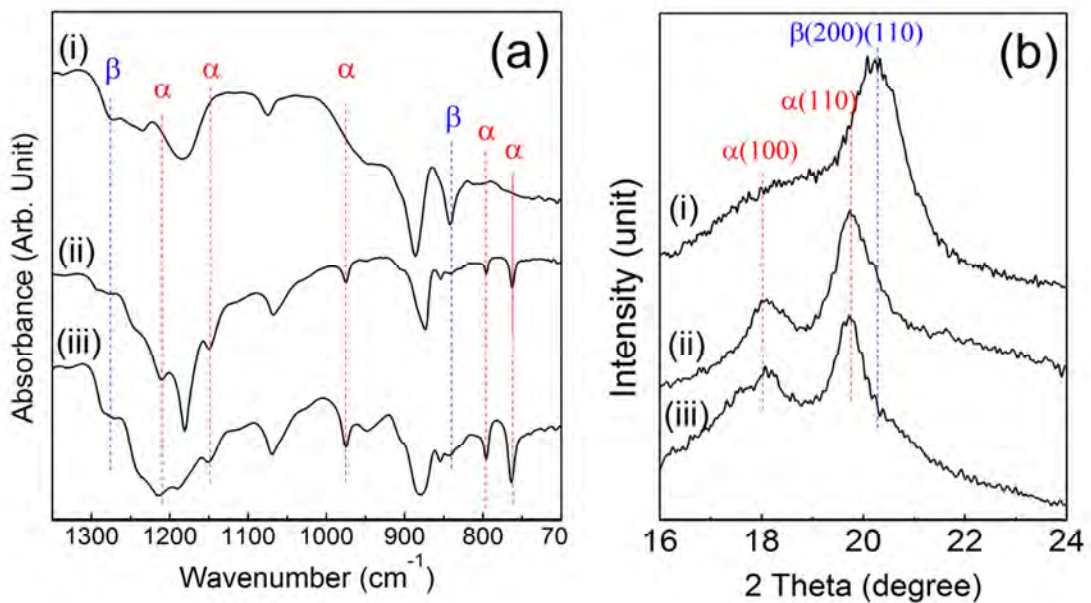 (a)
(i)
β
α
α
α
β
α
α
(ii)
(iii)
Absorbance (Arb. Unit)
1300 1200 1100 1000 900 800 70
Wavenumber (cm⁻¹)
(b)
β(200)(110)
α(110)
α(100)
(i)
(ii)
(iii)
Intensity (unit)
16 18 20 22 24
2 Theta (degree)